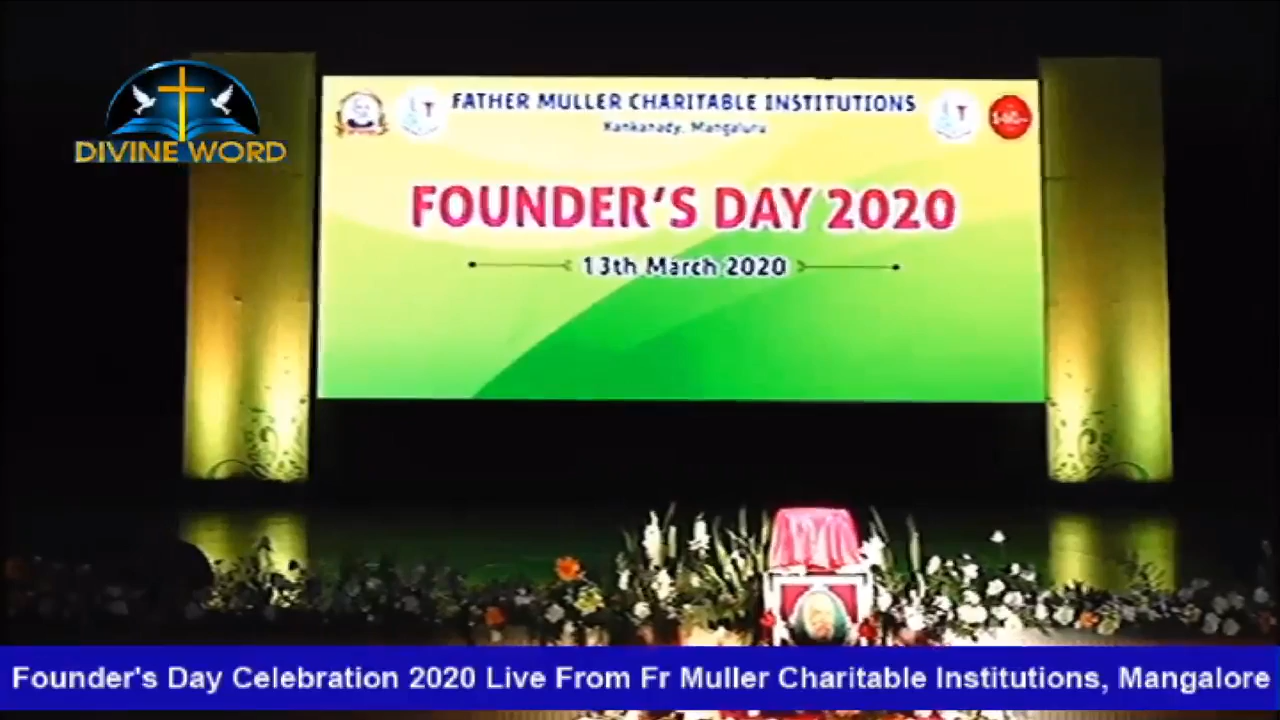 DIVINE WORD
FATHER MULLER CHARITABLE INSTITUTIONS
Kankanady, Mangaluru
FOUNDER'S DAY 2020
13th March 2020
Founder's Day Celebration 2020 Live From Fr Muller Charitable Institutions, Mangalore